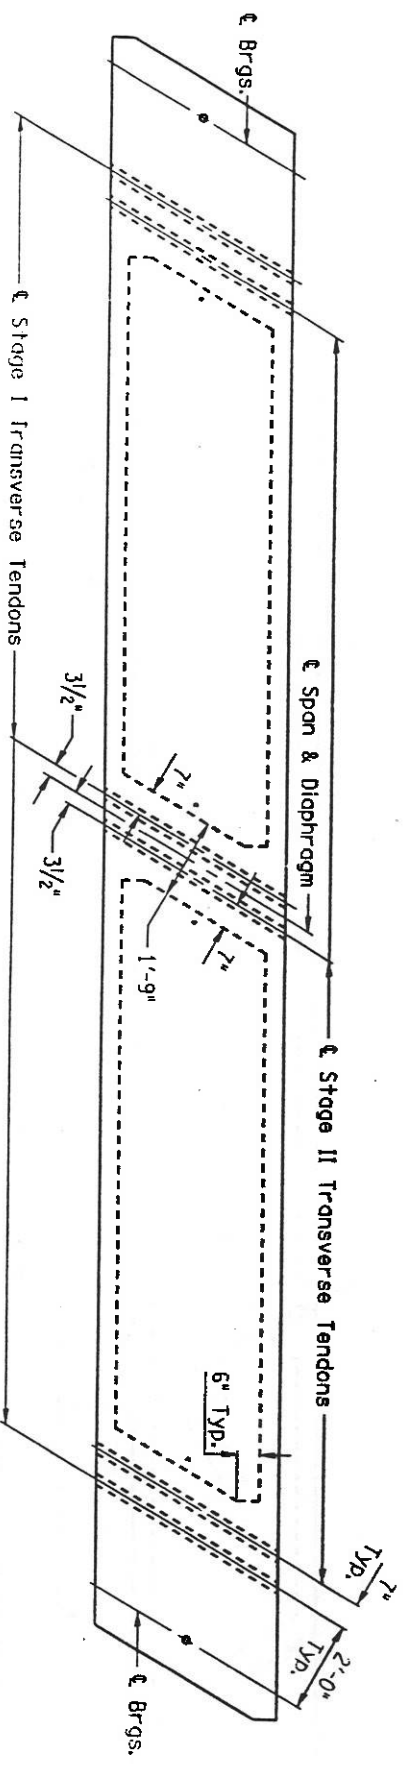 ℄ Brgs.
℄ Stage I Transverse Tendons
3½"
3½"
7"
℄ Span & Diaphragm
1'-9"
7"
℄ Stage II Transverse Tendons
6" Typ.
7"
Typ.
2'-0"
Typ.
℄ Brgs.